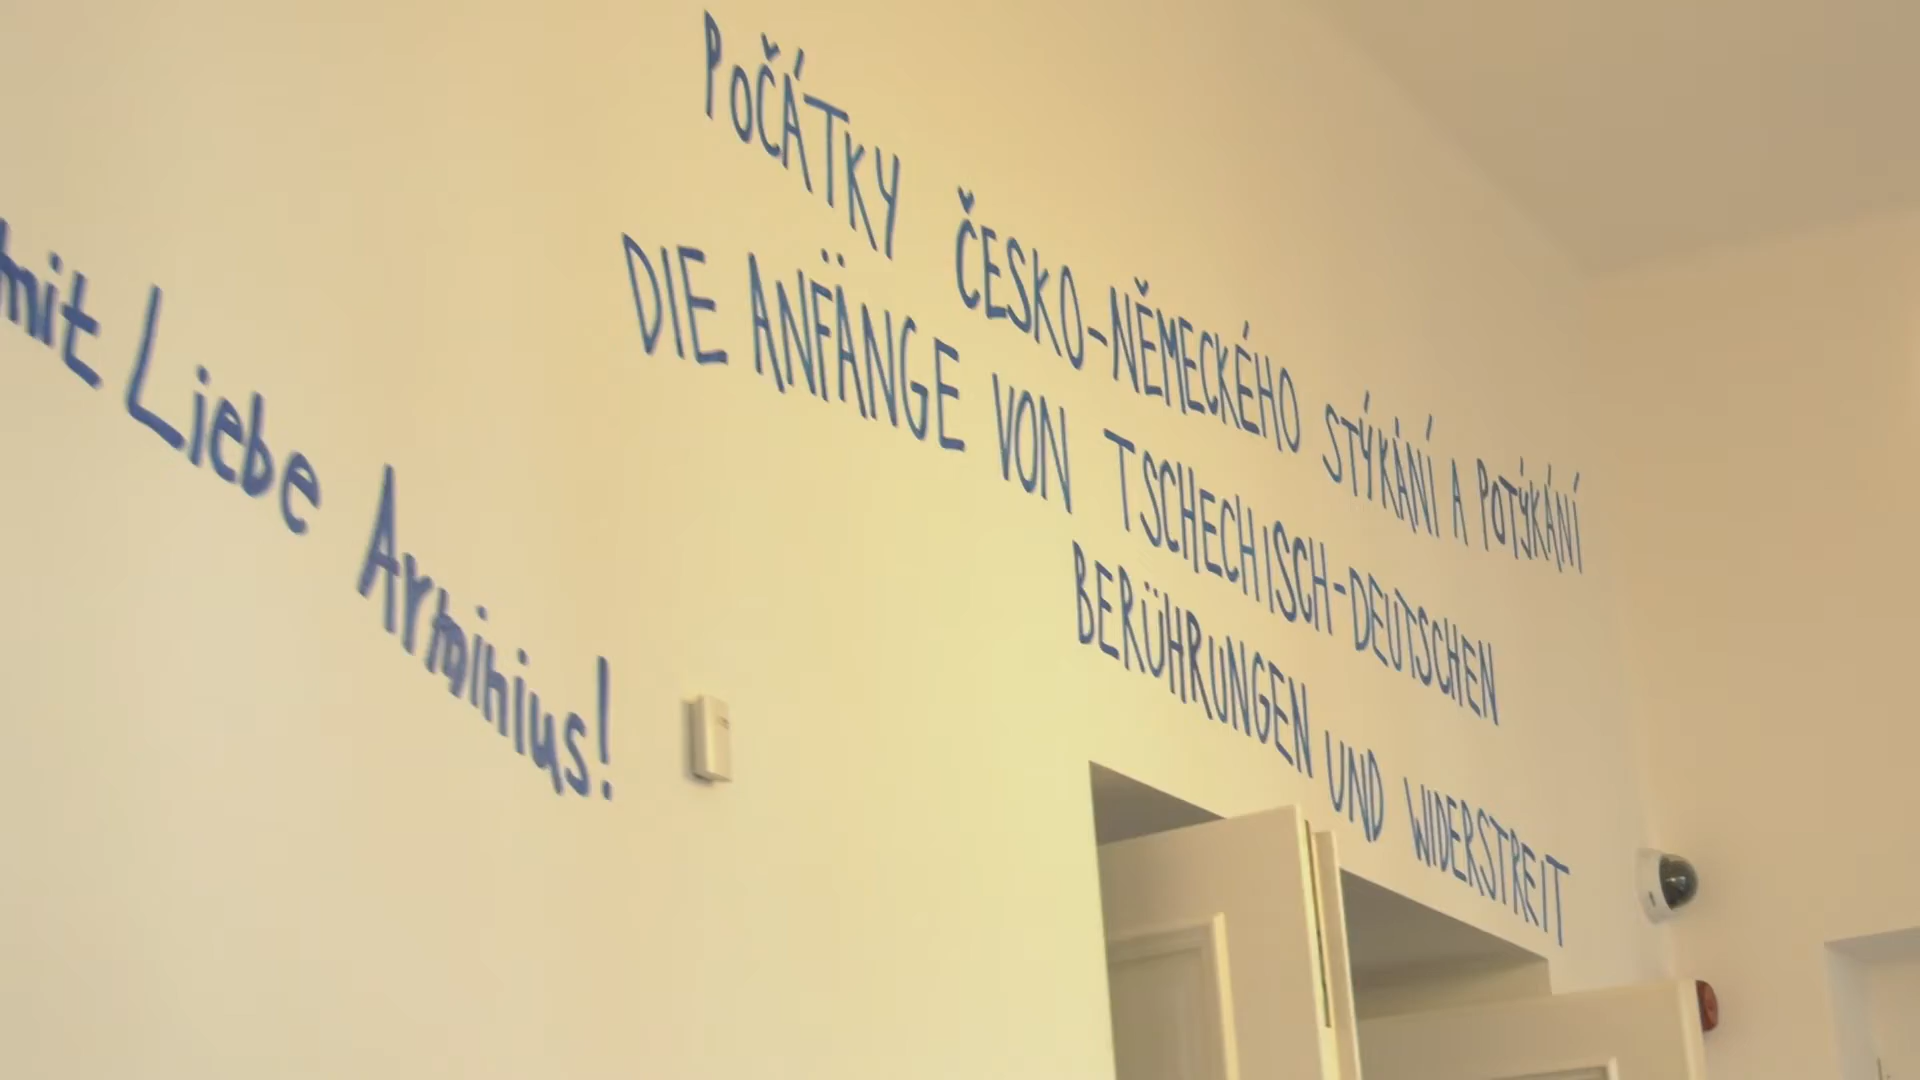 mit Liebe Arminius!
POČÁTKY ČESKO-NĚMECKÉHO STÝKÁNÍ A POTÝKÁNÍ
DIE ANFÄNGE VON TSCHECHISCH-DEUTSCHEN
BERÜHRUNGEN UND WIDERSTREIT